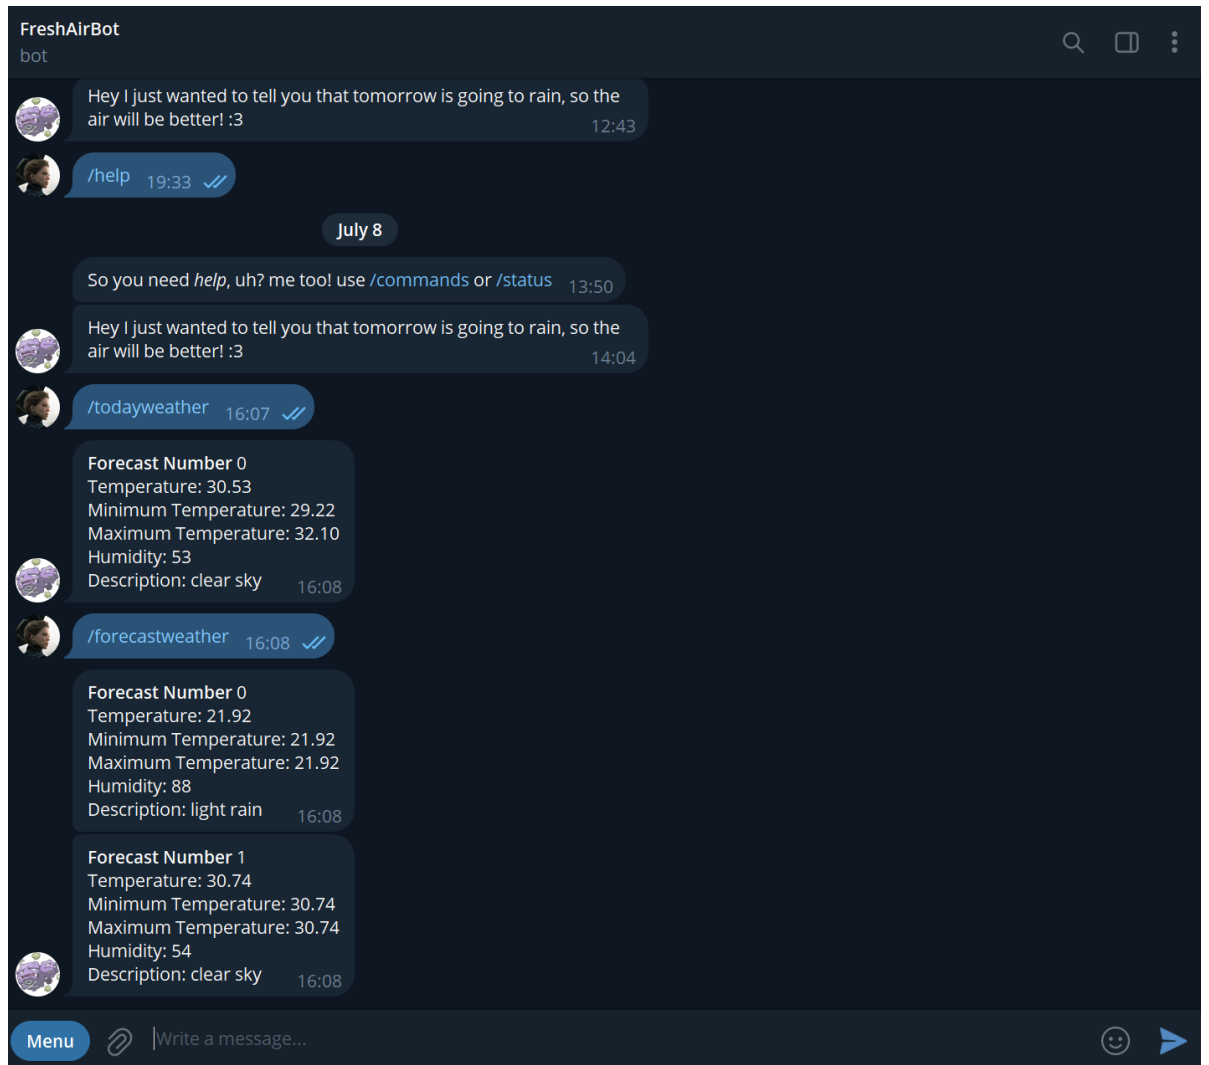 FreshAirBot
bot
Hey I just wanted to tell you that tomorrow is going to rain, so the
air will be better! :3
12:43
/help 19:33
July 8
So you need help, uh? me too! use /commands or /status 13:50
Hey I just wanted to tell you that tomorrow is going to rain, so the
air will be better! :3
14:04
/todayweather 16:07
Forecast Number 0
Temperature: 30.53
Minimum Temperature: 29.22
Maximum Temperature: 32.10
Humidity: 53
Description: clear sky 16:08
/forecastweather 16:08
Forecast Number 0
Temperature: 21.92
Minimum Temperature: 21.92
Maximum Temperature: 21.92
Humidity: 88
Description: light rain 16:08
Forecast Number 1
Temperature: 30.74
Minimum Temperature: 30.74
Maximum Temperature: 30.74
Humidity: 54
Description: clear sky 16:08
Menu Write a message...